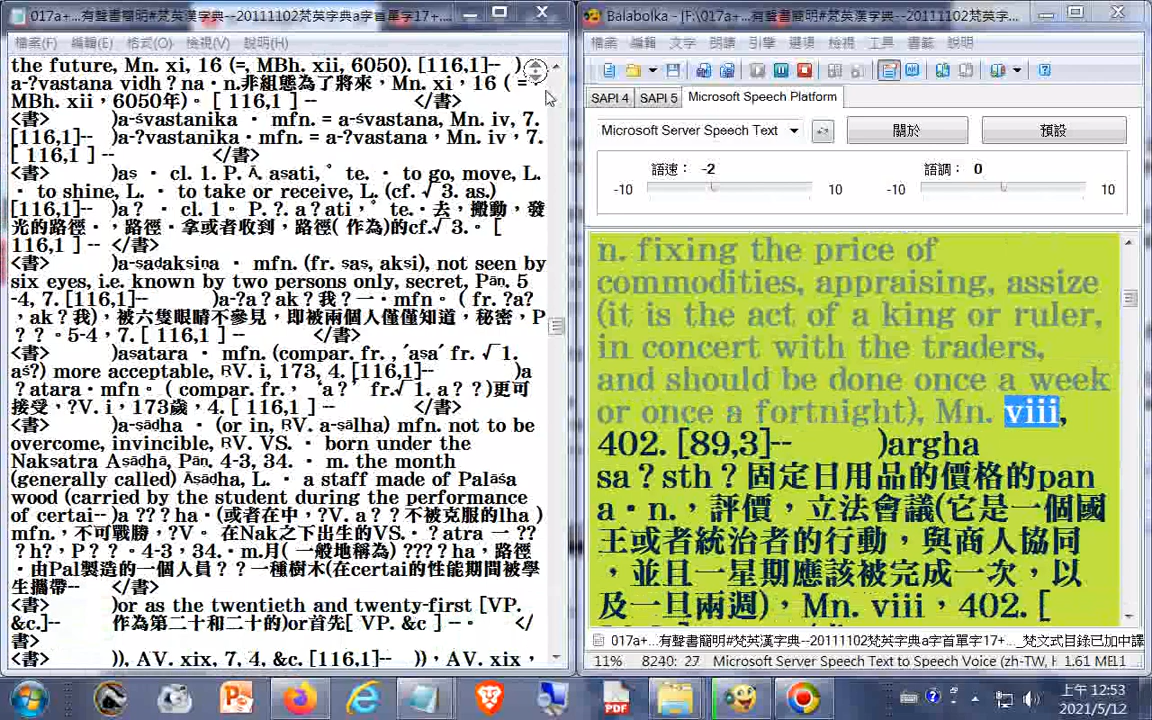 017a+...有聲書簡明#梵英漢字典--20111102梵英字典a字首單字17+...
檔案(F) 編輯(E) 格式(O) 檢視(V) 說明(H)
the future, Mn. xi, 16 (=, MBh. xii, 6050). [116,1]-- )
a-?vastana vidh ? na・n.非組態為了將來，Mn. xi，16 ( =
MBh. xii，6050年)。[ 116,1 ] -- </書>
<書> )a-śvastanika ・ mfn. = a-śvastana, Mn. iv, 7.
[116,1]-- )a-?vastanika・mfn. = a-?vastana，Mn. iv，7.
[ 116,1 ] -- </書>
<書> )aṣ ・ cl. 1. P. Ā. aṣati, ° te. ・ to go, move, L.
・ to shine, L. ・ to take or receive, L. (cf. √ 3. as.)
[116,1]-- )a？・ cl. 1。P. ?. a？ati，° te.・去，搬動，發
光的路徑・，路徑・拿或者收到，路徑( 作為)的cf.√ 3.。[
116,1 ] -- </書>
<書> )a-ṣaḍakṣīṇa ・ mfn. (fr. ṣaṣ, akṣi), not seen by
six eyes, i.e. known by two persons only, secret, Pāṇ. 5
-4, 7. [116,1]-- )a-?a？ak？我？一・mfn。( fr. ?a?
，ak？我)，被六隻眼睛不參見，即被兩個人僅僅知道，秘密，P
？？。5-4，7. [ 116,1 ] -- </書>
<書> )aṣatara ・ mfn. (compar. fr. , 'aṣa' fr. √ 1.
aś?) more acceptable, ṚV. i, 173, 4. [116,1]-- )a
？atara・mfn。( compar. fr.，‘a？’ fr.√ 1. a？？)更可
接受，?V. i，173歲，4. [ 116,1 ] -- </書>
<書> )a-ṣāḍha ・ (or in, ṚV. a-ṣāḷha) mfn. not to be
overcome, invincible, ṚV. VS. ・ born under the
Nakṣatra Aṣāḍhā, Pāṇ. 4-3, 34. ・ m. the month
(generally called) Āṣāḍha, L. ・ a staff made of Palāśa
wood (carried by the student during the performance
of certai--)a ???ha・(或者在中，?V. a？？不被克服的lha )
mfn.，不可戰勝，?V。在Nak之下出生的VS.・?atra 一 ??
?h?，P？？。4-3，34.・m.月( 一般地稱為) ????ha，路徑
・由Pal製造的一個人員？？一種樹木(在certai的性能期間被學
生攜帶-- </書>
<書> )or as the twentieth and twenty-first [VP.
&c.]-- 作為第二十和二十的)or首先[ VP. &c ] --。 </
書>
<書> )), AV. xix, 7, 4, &c. [116,1]-- ))，AV. xix，
Balabolka - [F:\017a+...有聲書簡明#梵英漢字典--20111102梵英字典a字首單字17+...
檔案 編輯 文字 朗讀 引擎 選項 檢視 工具 書籤 說明
SAPI 4 SAPI 5 Microsoft Speech Platform
Microsoft Server Speech Text 關於 預設
語速： -2 語調： 0
-10 10 -10 10
n. fixing the price of
commodities, appraising, assize
(it is the act of a king or ruler,
in concert with the traders,
and should be done once a week
or once a fortnight), Mn. viii,
402. [89,3]-- )argha
sa？sth？固定日用品的價格的pan
a・n.，評價，立法會議(它是一個國
王或者統治者的行動，與商人協同
，並且一星期應該被完成一次，以
及一旦兩週)，Mn. viii，402. [
017a+...有聲書簡明#梵英漢字典--20111102梵英字典a字首單字17+..._梵文式目錄已加中譯
11% 8240: 27 Microsoft Server Speech Text to Speech Voice (zh-TW, H 1.61 MEL1
PDF
上午 12:53
2021/5/12